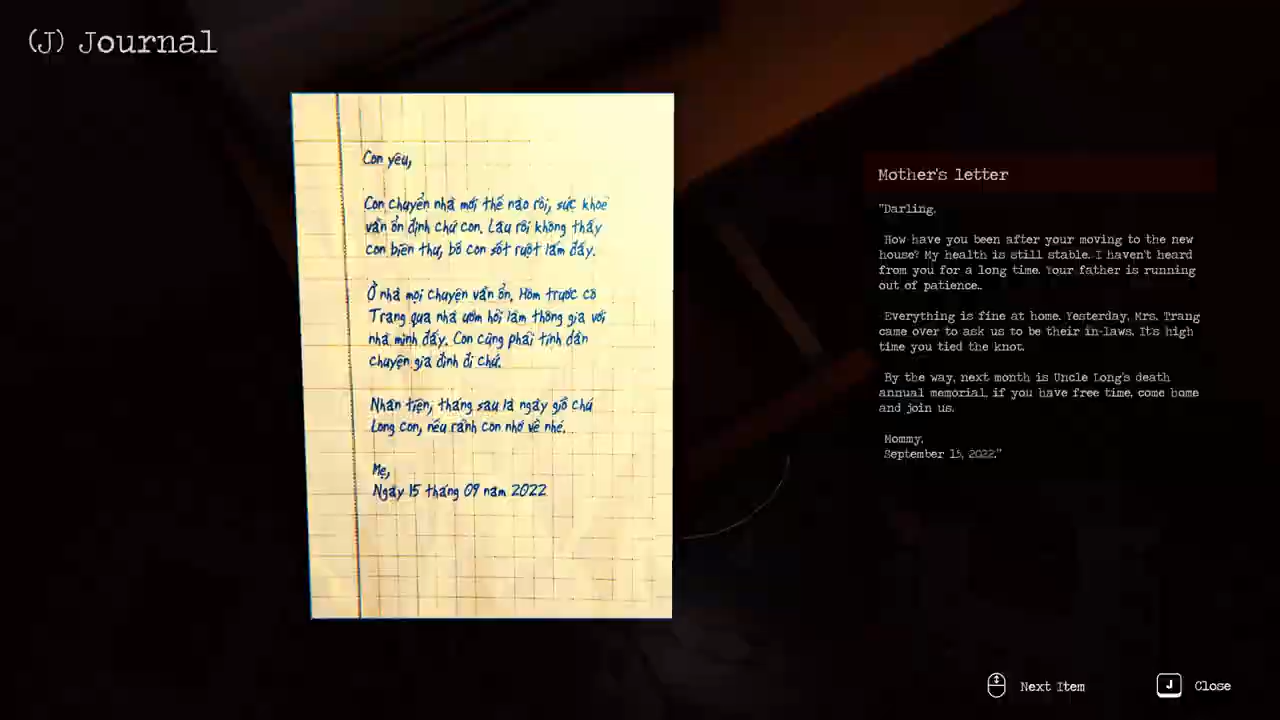 (J) Journal
Con yêu,
Con chuyển nhà mới thế nào rồi, sức khoẻ
vẫn ổn định chứ con. Lâu rồi không thấy
con biên thư, bố con sốt ruột lắm đấy.
Ở nhà mọi chuyện vẫn ổn, Hôm trước cô
Trang qua nhà ướm hỏi làm thông gia với
nhà mình đấy. Con cũng phải tính dần
chuyện gia đình đi chứ.
Nhân tiện, tháng sau là ngày giỗ chú
Long con, nếu rảnh con nhớ về nhé.
Mẹ,
Ngày 15 tháng 09 năm 2022
Mother's letter
"Darling,
How have you been after your moving to the new
house? My health is still stable. I haven't heard
from you for a long time. Your father is running
out of patience..
Everything is fine at home. Yesterday, Mrs. Trang
came over to ask us to be their in-laws. It's high
time you tied the knot.
By the way, next month is Uncle Long's death
annual memorial, if you have free time, come home
and join us.
Mommy,
September 15, 2022."
Next Item
J
Close